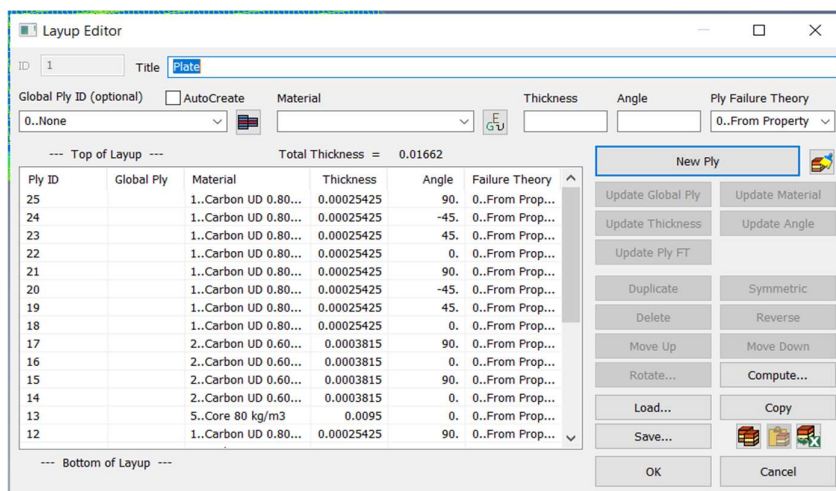 Layup Editor
ID 1 Title Plate
Global Ply ID (optional) AutoCreate Material Thickness Angle Ply Failure Theory
0..None 0..From Property
--- Top of Layup --- Total Thickness = 0.01662 New Ply
Ply ID Global Ply Material Thickness Angle Failure Theory
25 1..Carbon UD 0.80... 0.00025425 90. 0..From Prop...
24 1..Carbon UD 0.80... 0.00025425 -45. 0..From Prop...
23 1..Carbon UD 0.80... 0.00025425 45. 0..From Prop...
22 1..Carbon UD 0.80... 0.00025425 0. 0..From Prop...
21 1..Carbon UD 0.80... 0.00025425 90. 0..From Prop...
20 1..Carbon UD 0.80... 0.00025425 -45. 0..From Prop...
19 1..Carbon UD 0.80... 0.00025425 45. 0..From Prop...
18 1..Carbon UD 0.80... 0.00025425 0. 0..From Prop...
17 2..Carbon UD 0.60... 0.0003815 90. 0..From Prop...
16 2..Carbon UD 0.60... 0.0003815 0. 0..From Prop...
15 2..Carbon UD 0.60... 0.0003815 90. 0..From Prop...
14 2..Carbon UD 0.60... 0.0003815 0. 0..From Prop...
13 5..Core 80 kg/m3 0.0095 0. 0..From Prop...
12 1..Carbon UD 0.80... 0.00025425 90. 0..From Prop...
--- Bottom of Layup ---
Update Global Ply Update Material
Update Thickness Update Angle
Update Ply FT
Duplicate Symmetric
Delete Reverse
Move Up Move Down
Rotate... Compute...
Load... Copy
Save...
OK Cancel